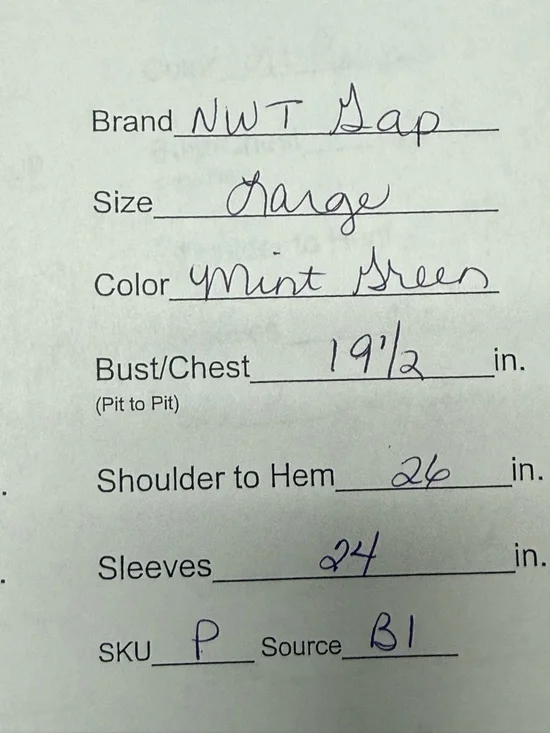 Brand NWT Gap
Size Large
Color Mint Green
Bust/Chest 19 1/2 in.
(Pit to Pit)
Shoulder to Hem 26 in.
Sleeves 24 in.
SKU P Source B1